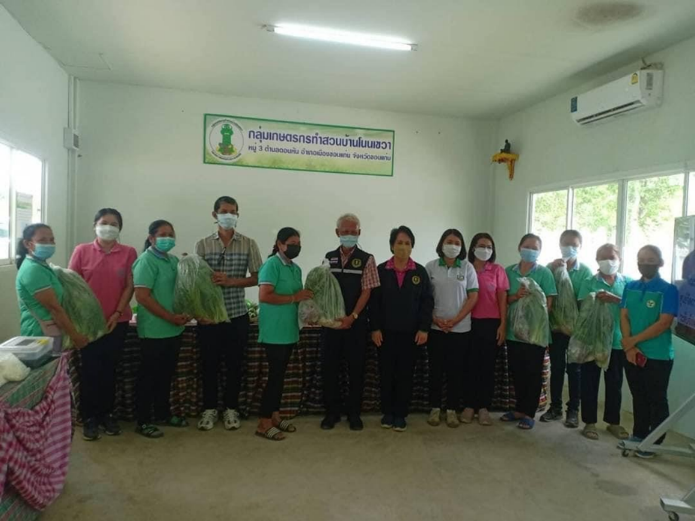 กลุ่มเกษตรกรทำสวนบ้านโนนเขวา
หมู่ 3 ตำบลดอนหัน อำเภอเมืองขอนแก่น จังหวัดขอนแก่น